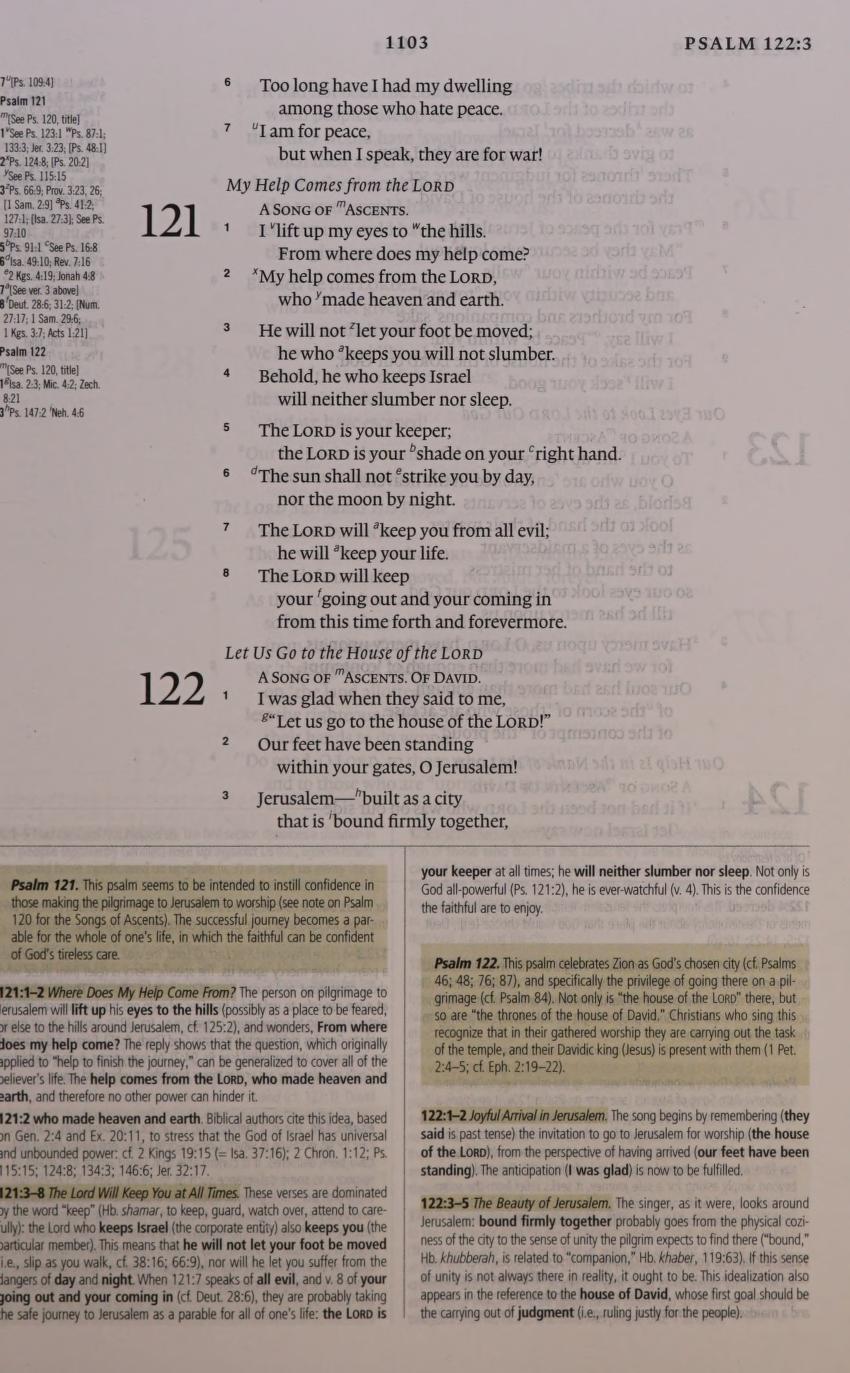 1103
PSALM 122:3
7u[Ps. 109:4]
Psalm 121
m[See Ps. 120, title]
1vSee Ps. 123:1 wPs. 87:1;
133:3; Jer. 3:23; [Ps. 48:1]
2xPs. 124:8; [Ps. 20:2]
ySee Ps. 115:15
3zPs. 66:9; Prov. 3:23, 26;
[1 Sam. 2:9] aPs. 41:2;
127:1; [Isa. 27:3]; See Ps.
97:10
5bPs. 91:1 cSee Ps. 16:8
6dIsa. 49:10; Rev. 7:16
e2 Kgs. 4:19; Jonah 4:8
7a[See ver. 3 above]
8fDeut. 28:6; 31:2; [Num.
27:17; 1 Sam. 29:6;
1 Kgs. 3:7; Acts 1:21]
Psalm 122
m[See Ps. 120, title]
1gIsa. 2:3; Mic. 4:2; Zech.
8:21
3hPs. 147:2 iNeh. 4:6
6 Too long have I had my dwelling
among those who hate peace.
7 uI am for peace,
but when I speak, they are for war!
My Help Comes from the LORD
121
A SONG OF mASCENTS.
1 I vlift up my eyes to wthe hills.
From where does my help come?
2 xMy help comes from the LORD,
who ymade heaven and earth.
3 He will not zlet your foot be moved;
he who akeeps you will not slumber.
4 Behold, he who keeps Israel
will neither slumber nor sleep.
5 The LORD is your keeper;
the LORD is your bshade on your cright hand.
6 dThe sun shall not estrike you by day,
nor the moon by night.
7 The LORD will akeep you from all evil;
he will akeep your life.
8 The LORD will keep
your fgoing out and your coming in
from this time forth and forevermore.
Let Us Go to the House of the LORD
122
A SONG OF mASCENTS. OF DAVID.
1 I was glad when they said to me,
g“Let us go to the house of the LORD!”
2 Our feet have been standing
within your gates, O Jerusalem!
3 Jerusalem—hbuilt as a city
that is ibound firmly together,
Psalm 121. This psalm seems to be intended to instill confidence in
those making the pilgrimage to Jerusalem to worship (see note on Psalm
120 for the Songs of Ascents). The successful journey becomes a par-
able for the whole of one's life, in which the faithful can be confident
of God's tireless care.
121:1–2 Where Does My Help Come From? The person on pilgrimage to
Jerusalem will lift up his eyes to the hills (possibly as a place to be feared,
or else to the hills around Jerusalem, cf. 125:2), and wonders, From where
does my help come? The reply shows that the question, which originally
applied to “help to finish the journey,” can be generalized to cover all of the
believer's life. The help comes from the LORD, who made heaven and
earth, and therefore no other power can hinder it.
121:2 who made heaven and earth. Biblical authors cite this idea, based
on Gen. 2:4 and Ex. 20:11, to stress that the God of Israel has universal
and unbounded power: cf. 2 Kings 19:15 (= Isa. 37:16); 2 Chron. 1:12; Ps.
115:15; 124:8; 134:3; 146:6; Jer. 32:17.
121:3–8 The Lord Will Keep You at All Times. These verses are dominated
by the word “keep” (Hb. shamar, to keep, guard, watch over, attend to care-
fully): the Lord who keeps Israel (the corporate entity) also keeps you (the
particular member). This means that he will not let your foot be moved
(i.e., slip as you walk, cf. 38:16; 66:9), nor will he let you suffer from the
dangers of day and night. When 121:7 speaks of all evil, and v. 8 of your
going out and your coming in (cf. Deut. 28:6), they are probably taking
the safe journey to Jerusalem as a parable for all of one's life: the LORD is
your keeper at all times; he will neither slumber nor sleep. Not only is
God all-powerful (Ps. 121:2), he is ever-watchful (v. 4). This is the confidence
the faithful are to enjoy.
Psalm 122. This psalm celebrates Zion as God's chosen city (cf. Psalms
46; 48; 76; 87), and specifically the privilege of going there on a pil-
grimage (cf. Psalm 84). Not only is “the house of the LORD” there, but
so are “the thrones of the house of David.” Christians who sing this
recognize that in their gathered worship they are carrying out the task
of the temple, and their Davidic king (Jesus) is present with them (1 Pet.
2:4–5; cf. Eph. 2:19–22).
122:1–2 Joyful Arrival in Jerusalem. The song begins by remembering (they
said is past tense) the invitation to go to Jerusalem for worship (the house
of the LORD), from the perspective of having arrived (our feet have been
standing). The anticipation (I was glad) is now to be fulfilled.
122:3–5 The Beauty of Jerusalem. The singer, as it were, looks around
Jerusalem: bound firmly together probably goes from the physical cozi-
ness of the city to the sense of unity the pilgrim expects to find there (“bound,”
Hb. khubberah, is related to “companion,” Hb. khaber, 119:63). If this sense
of unity is not always there in reality, it ought to be. This idealization also
appears in the reference to the house of David, whose first goal should be
the carrying out of judgment (i.e., ruling justly for the people).